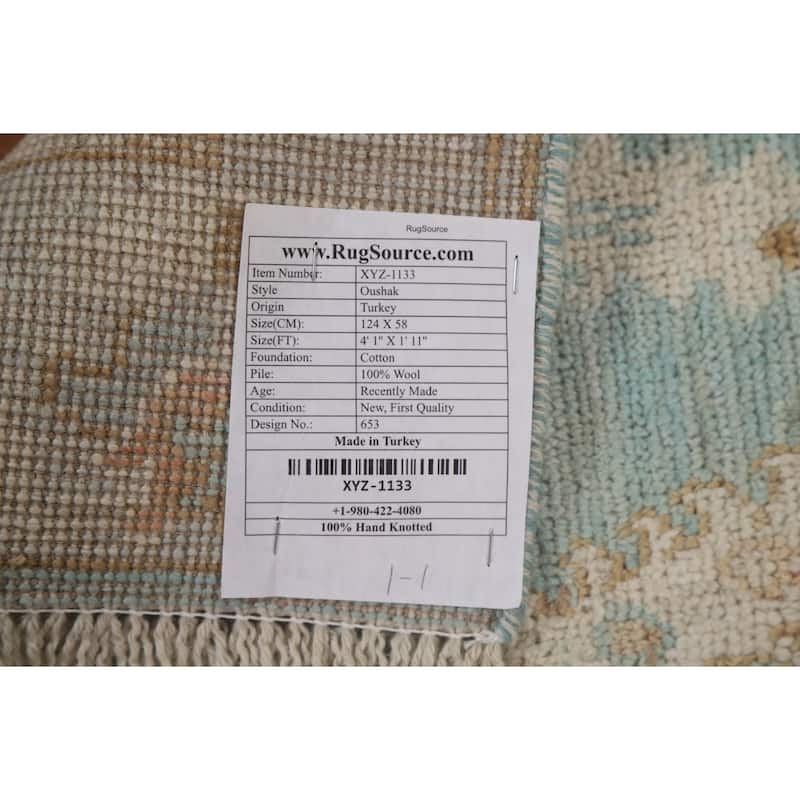 RugSource
www.RugSource.com
Item Number: XYZ-1133
Style Oushak
Origin Turkey
Size(CM): 124 X 58
Size(FT): 4' 1" X 1' 11"
Foundation: Cotton
Pile: 100% Wool
Age: Recently Made
Condition: New, First Quality
Design No.: 653
Made in Turkey
XYZ-1133
+1-980-422-4080
100% Hand Knotted
1-1